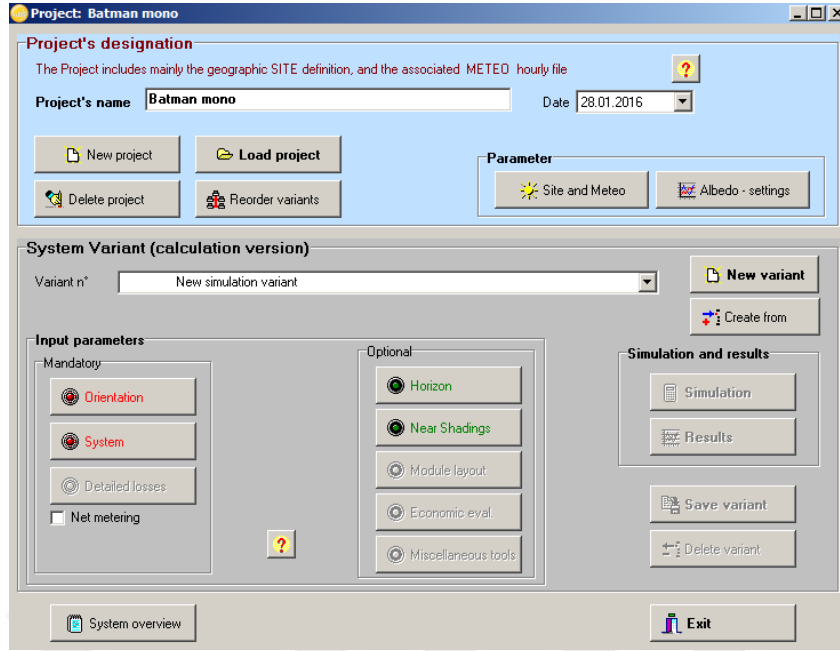 Project: Batman mono
Project's designation
The Project includes mainly the geographic SITE definition, and the associated METEO hourly file
?
Project's name Batman mono Date 28.01.2016
New project Load project
Parameter
Delete project Reorder variants Site and Meteo Albedo - settings
System Variant (calculation version)
Variant n° New simulation variant
New variant
Create from
Input parameters
Mandatory
Optional
Simulation and results
Orientation
Horizon
Simulation
System
Near Shadings
Results
Detailed losses
Module layout
Net metering
Economic eval.
Save variant
?
Miscellaneous tools
Delete variant
System overview
Exit